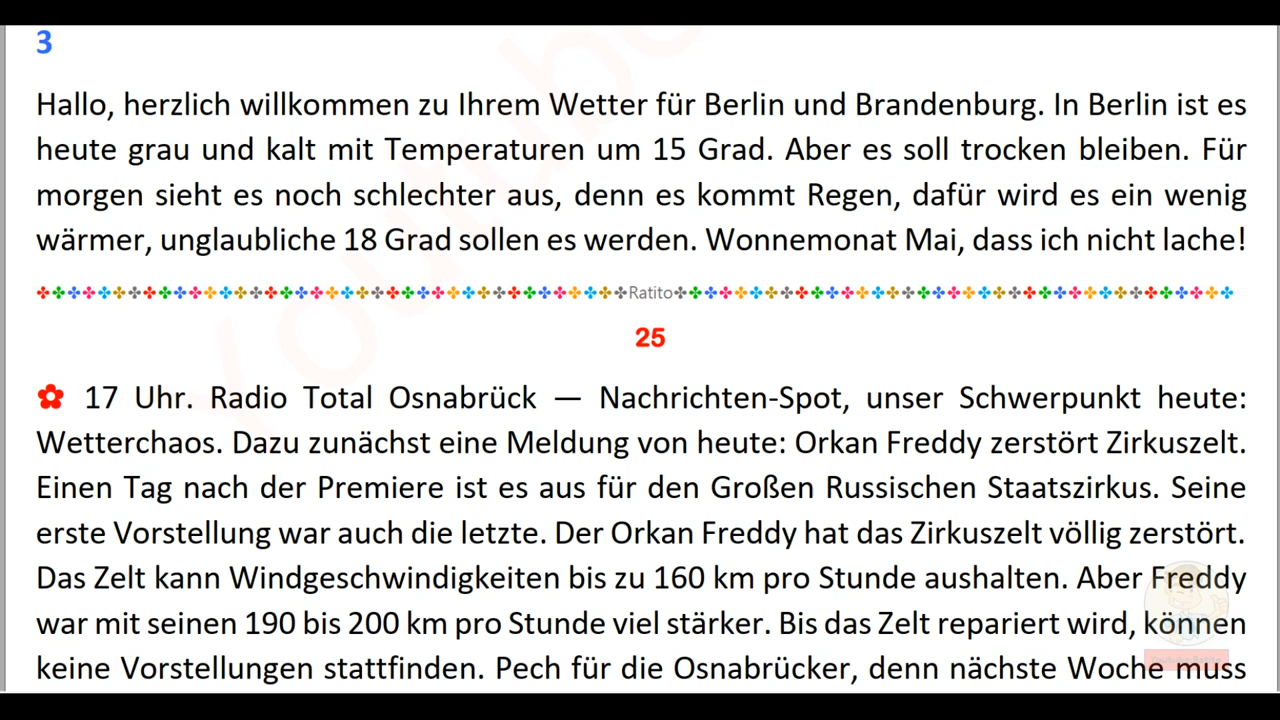 3
Hallo, herzlich willkommen zu Ihrem Wetter für Berlin und Brandenburg. In Berlin ist es
heute grau und kalt mit Temperaturen um 15 Grad. Aber es soll trocken bleiben. Für
morgen sieht es noch schlechter aus, denn es kommt Regen, dafür wird es ein wenig
wärmer, unglaubliche 18 Grad sollen es werden. Wonnemonat Mai, dass ich nicht lache!
Ratito
25
17 Uhr. Radio Total Osnabrück — Nachrichten-Spot, unser Schwerpunkt heute:
Wetterchaos. Dazu zunächst eine Meldung von heute: Orkan Freddy zerstört Zirkuszelt.
Einen Tag nach der Premiere ist es aus für den Großen Russischen Staatszirkus. Seine
erste Vorstellung war auch die letzte. Der Orkan Freddy hat das Zirkuszelt völlig zerstört.
Das Zelt kann Windgeschwindigkeiten bis zu 160 km pro Stunde aushalten. Aber Freddy
war mit seinen 190 bis 200 km pro Stunde viel stärker. Bis das Zelt repariert wird, können
keine Vorstellungen stattfinden. Pech für die Osnabrücker, denn nächste Woche muss